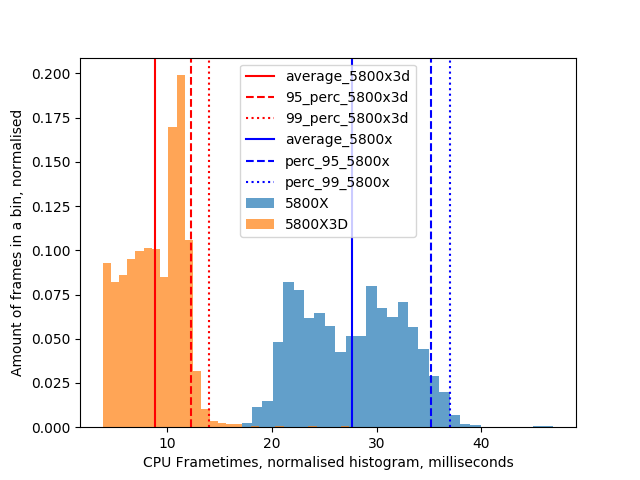 0.200
0.175
0.150
0.125
0.100
0.075
0.050
0.025
0.000
Amount of frames in a bin, normalised
average_5800x3d
95_perc_5800x3d
99_perc_5800x3d
average_5800x
perc_95_5800x
perc_99_5800x
5800X
5800X3D
10 20 30 40
CPU Frametimes, normalised histogram, milliseconds